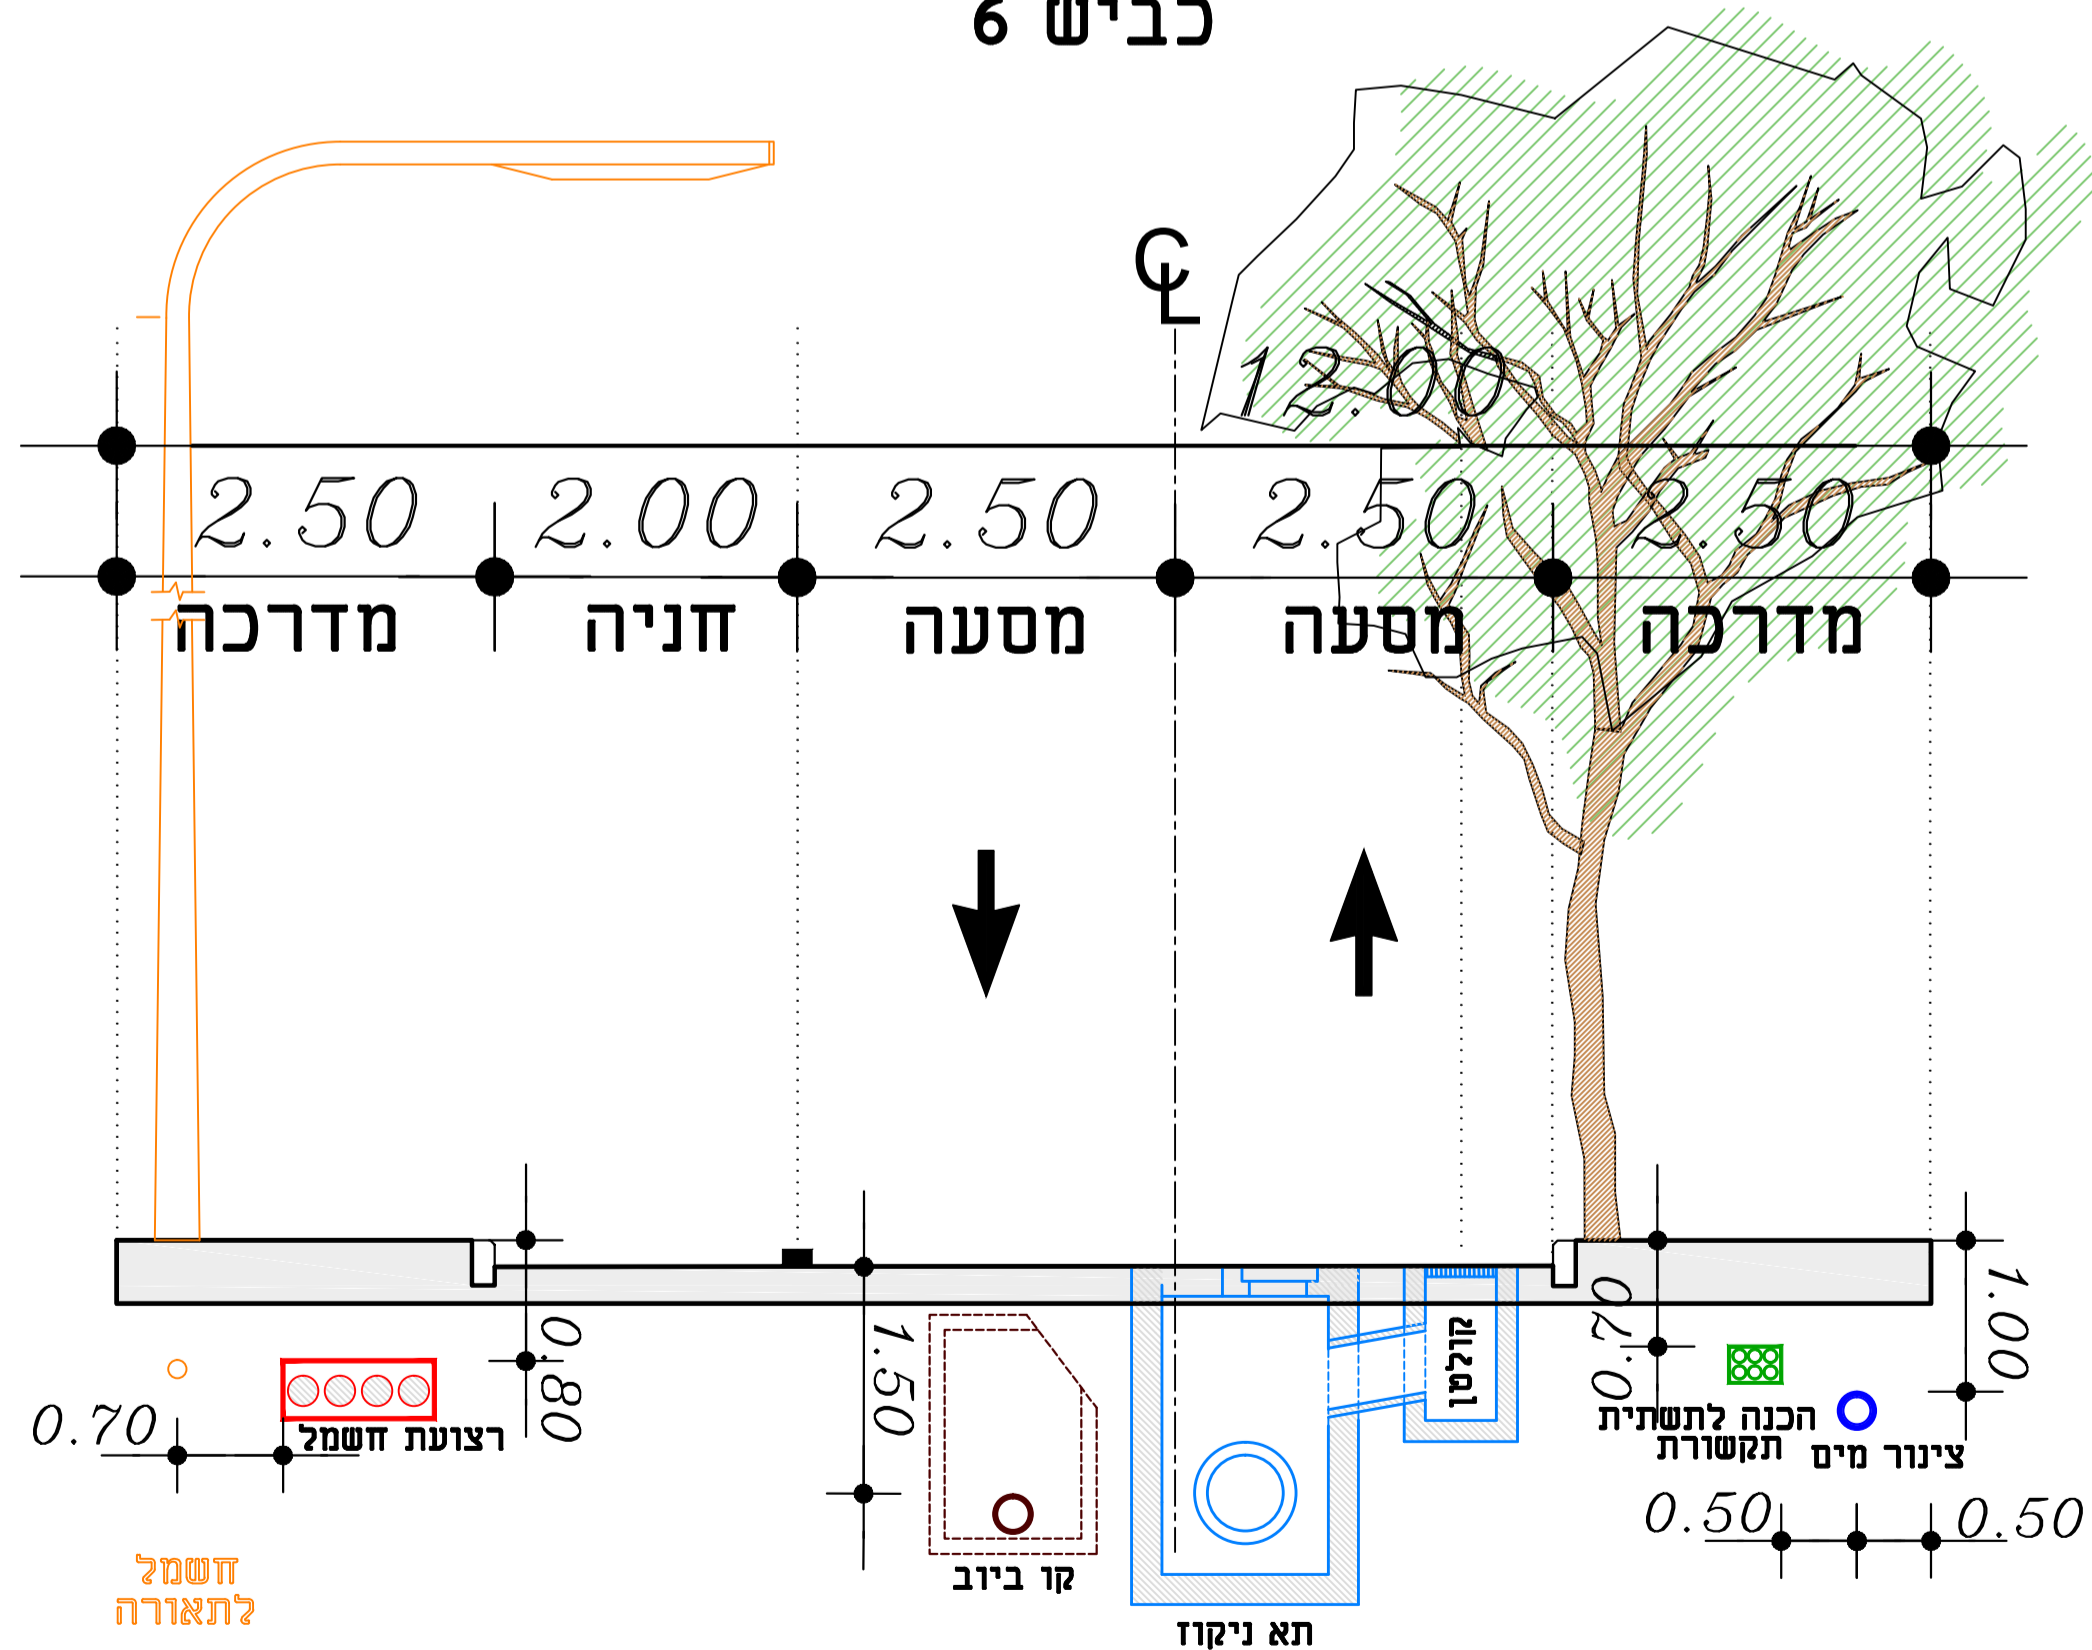 כביש 6
CL
12.00
2.50
2.00
2.50
2.50
2.50
מדרכה
חניה
מסעה
מסעה
מדרכה
0.80
1.50
0.70
1.00
קולטן
0.70
רצועת חשמל
הכנה לתשתית
תקשורת
צינור מים
0.50
0.50
חשמל
לתאורה
קו ביוב
תא ניקוז